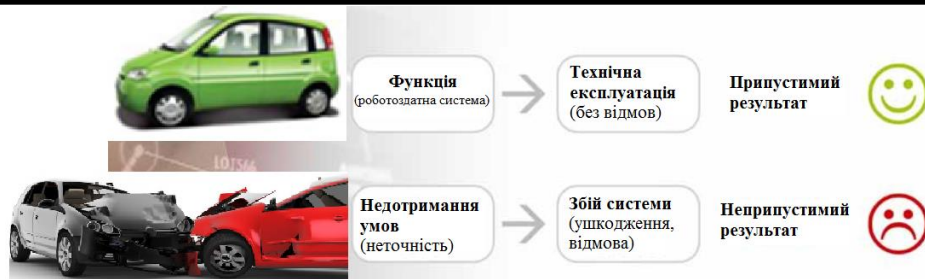 Функція
(роботоздатна система)
Технічна
експлуатація
(без відмов)
Припустимий
результат
Недотримання
умов
(неточність)
Збій системи
(ушкодження,
відмова)
Неприпустимий
результат